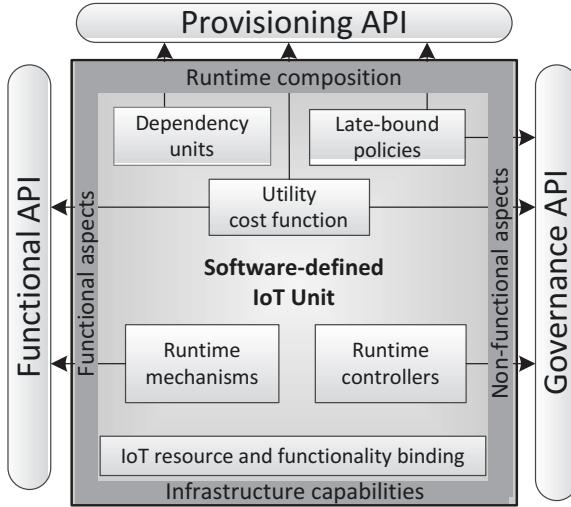 Provisioning API
Runtime composition
Dependency
units
Late-bound
policies
Utility
cost function
Functional API
Functional aspects
Non-functional aspects
Governance API
Software-defined
IoT Unit
Runtime
mechanisms
Runtime
controllers
IoT resource and functionality binding
Infrastructure capabilities